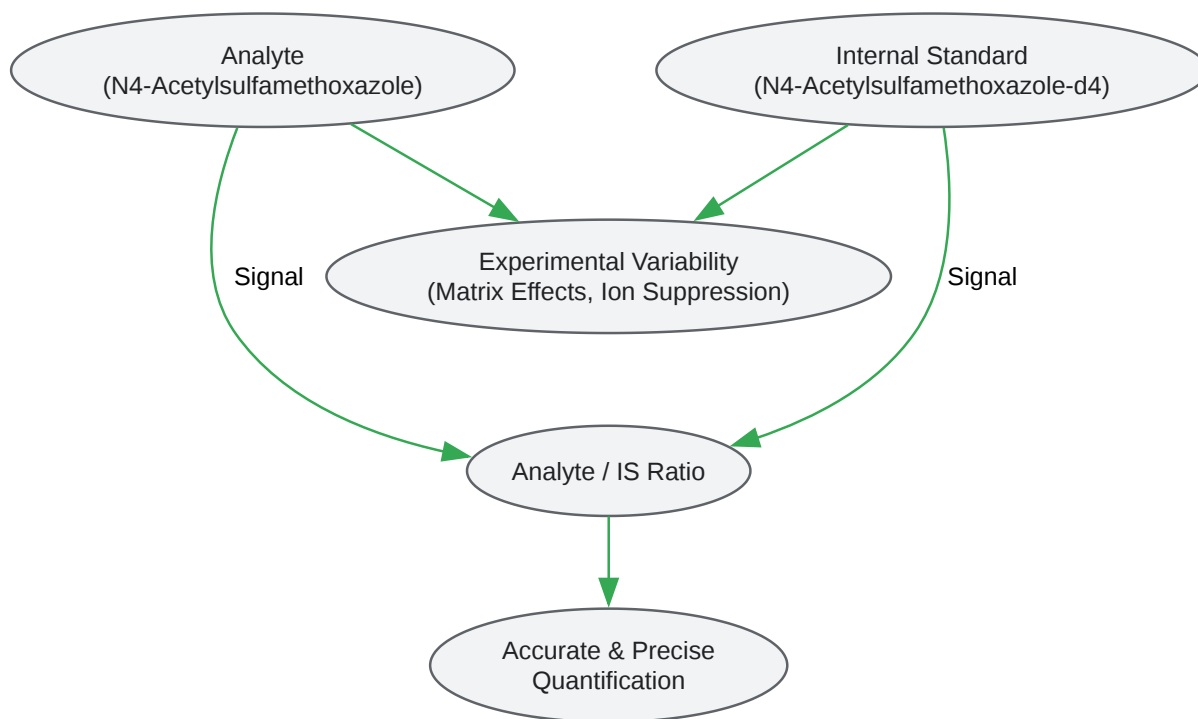 Analyte
(N4-Acetylsulfamethoxazole)
Internal Standard
(N4-Acetylsulfamethoxazole-d4)
Experimental Variability
(Matrix Effects, Ion Suppression)
Signal
Signal
Analyte / IS Ratio
Accurate & Precise
Quantification